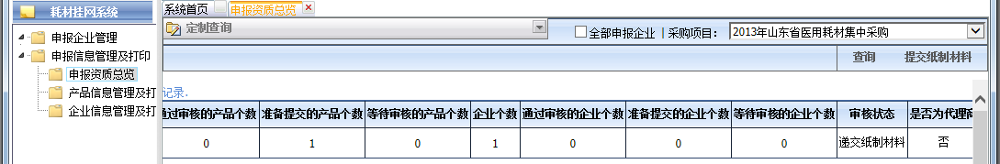 耗材挂网系统
系统首页
申报资质总览
定制查询
全部申报企业 | 采购项目:
2013年山东省医用耗材集中采购
查询 提交纸制材料
申报企业管理
申报信息管理及打印
申报资质总览
产品信息管理及打
企业信息管理及打
记录.
通过审核的产品个数 准备提交的产品个数 等待审核的产品个数 企业个数 通过审核的企业个数 准备提交的企业个数 等待审核的企业个数 审核状态 是否为代理商
0 1 0 1 0 0 0 递交纸制材料 否